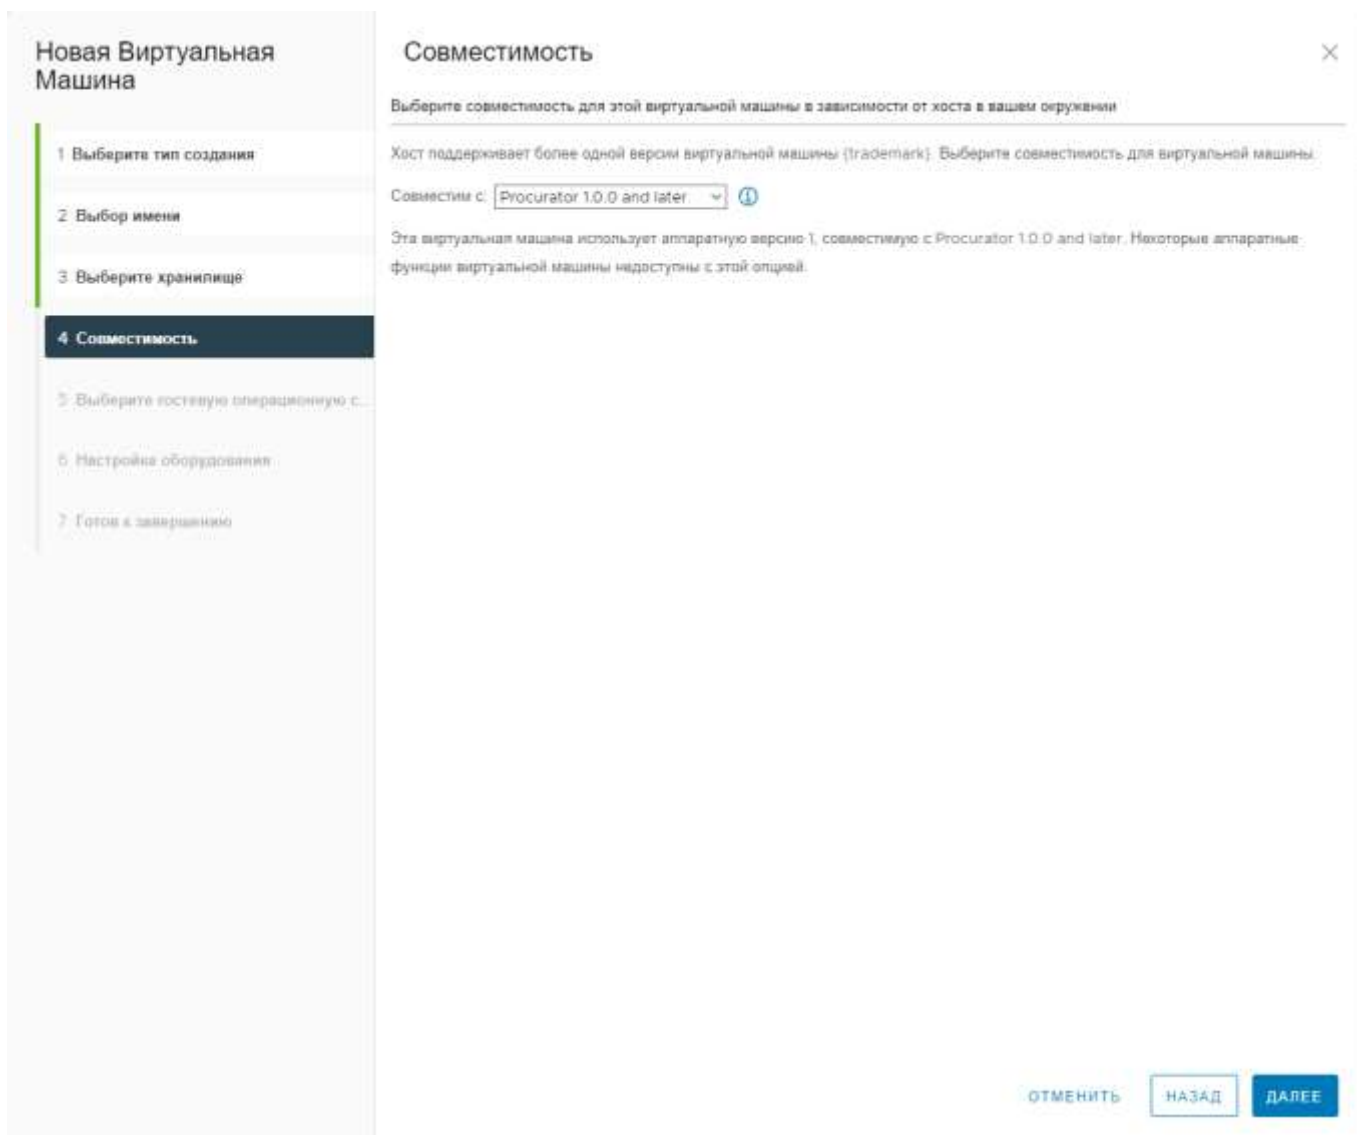 Новая Виртуальная
Машина
1 Выберите тип создания
2 Выбор имени
3 Выберите хранилище
4 Совместимость
5 Выберите гостевую операционную с...
6 Настройка оборудования
7 Готов к завершению
Совместимость
Выберите совместимость для этой виртуальной машины в зависимости от хоста в вашем окружении
Хост поддерживает более одной версии виртуальной машины (trademark). Выберите совместимость для виртуальной машины.
Совместим с: Procurator 1.0.0 and later
Эта виртуальная машина использует аппаратную версию 1, совместимую с Procurator 1.0.0 and later. Некоторые аппаратные
функции виртуальной машины недоступны с этой опцией.
ОТМЕНИТЬ НАЗАД ДАЛЕЕ